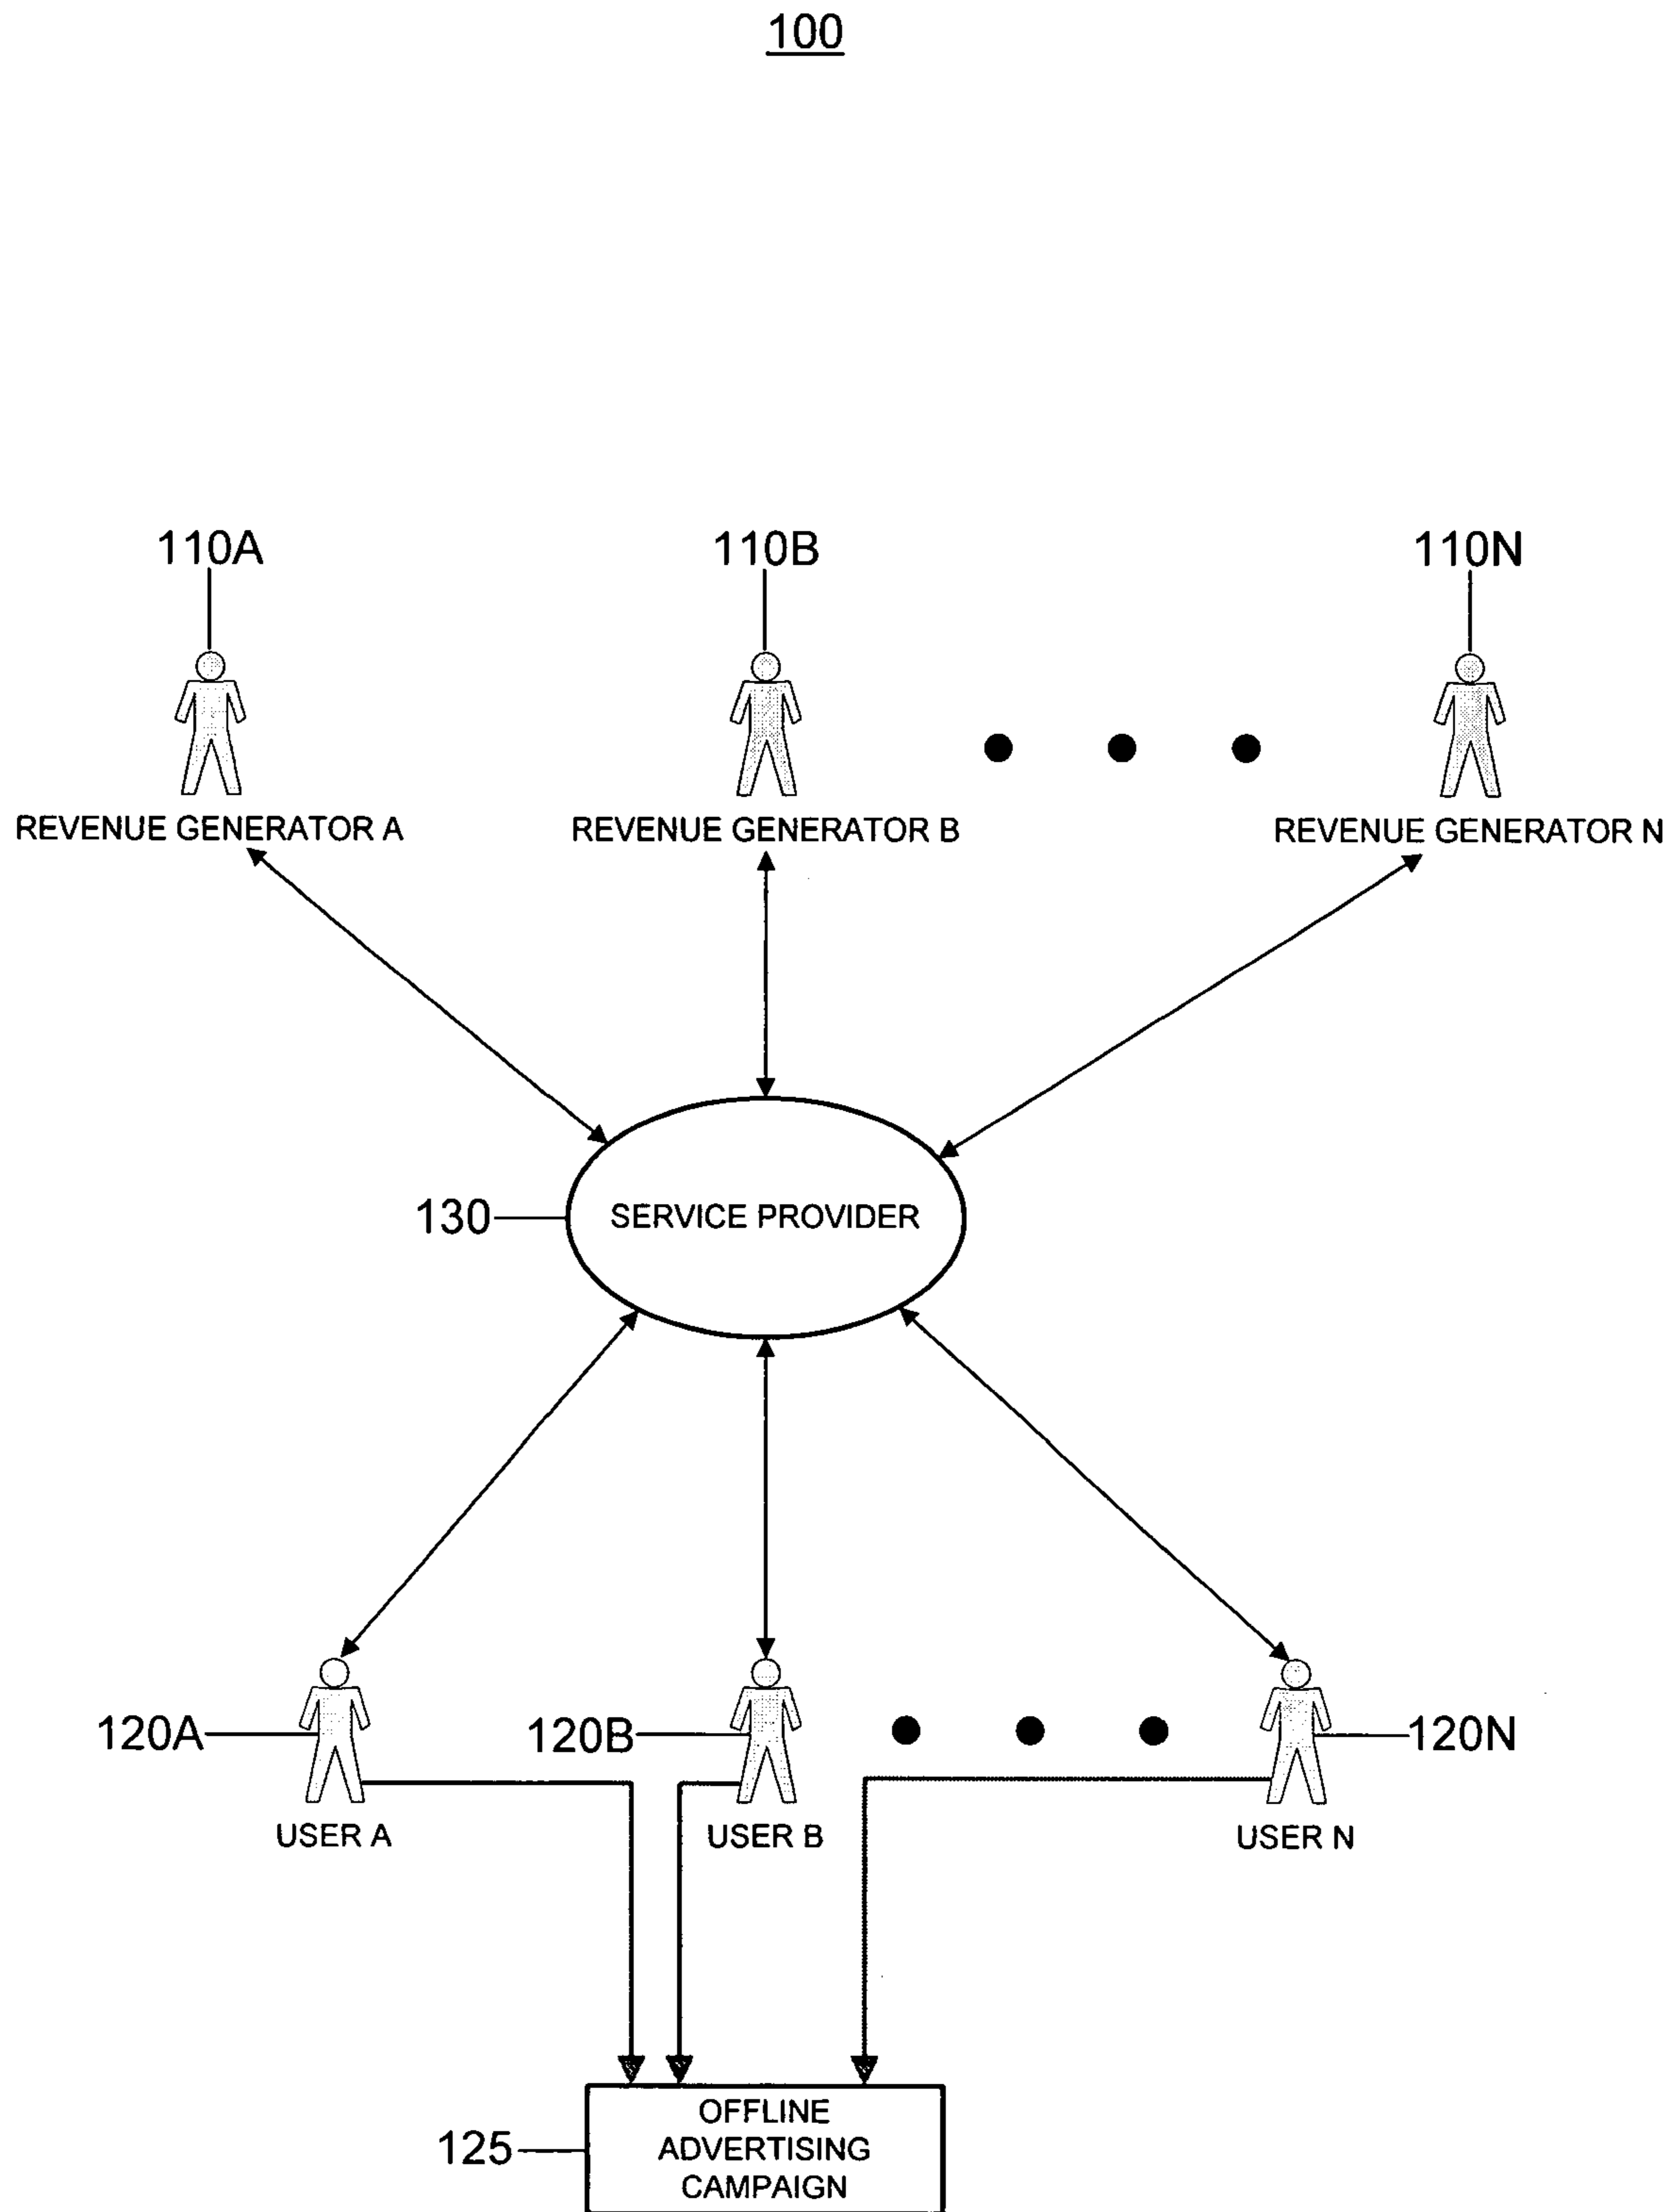 100
110A
110B
110N
REVENUE GENERATOR A
REVENUE GENERATOR B
REVENUE GENERATOR N
130
SERVICE PROVIDER
120A
120B
120N
USER A
USER B
USER N
125
OFFLINE
ADVERTISING
CAMPAIGN